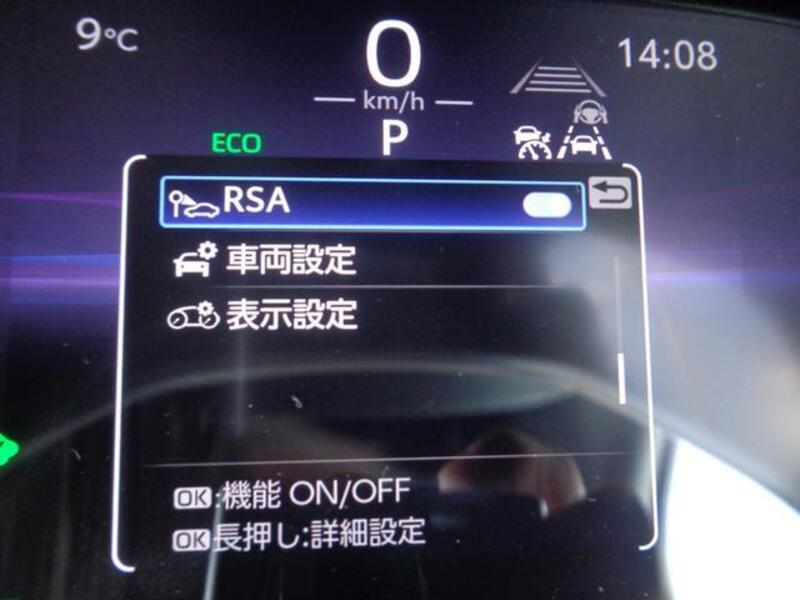 9°C
0
14:08
km/h
ECO
P
RSA
車両設定
表示設定
OK:機能 ON/OFF
OK長押し:詳細設定